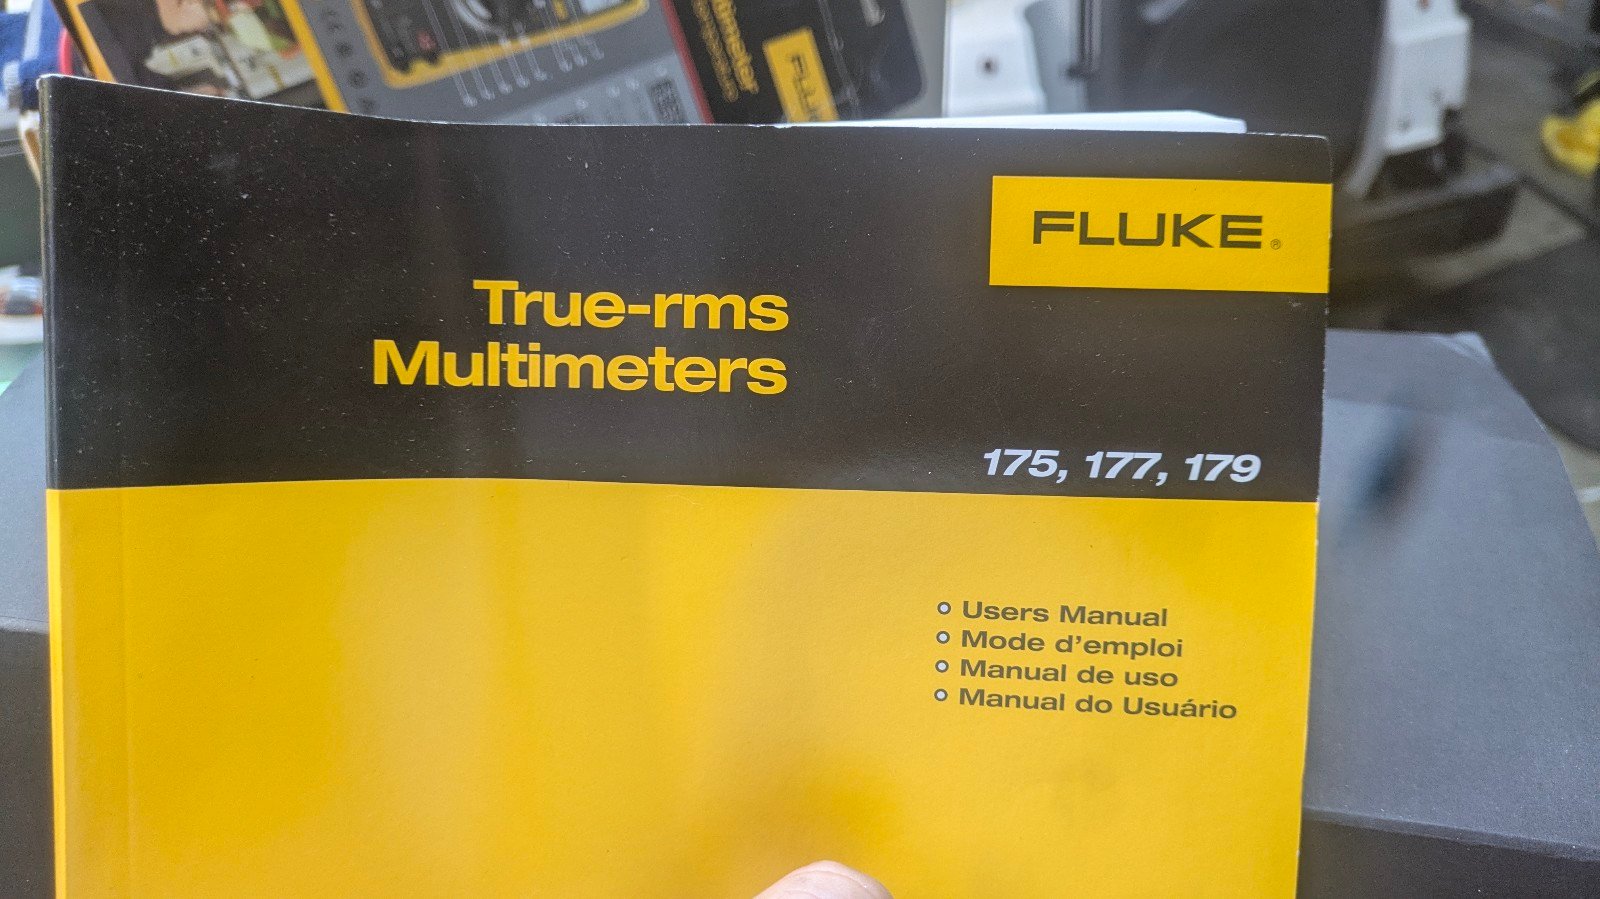 FLUKE®
True-rms
Multimeters
175, 177, 179
Users Manual
Mode d'emploi
Manual de uso
Manual do Usuário